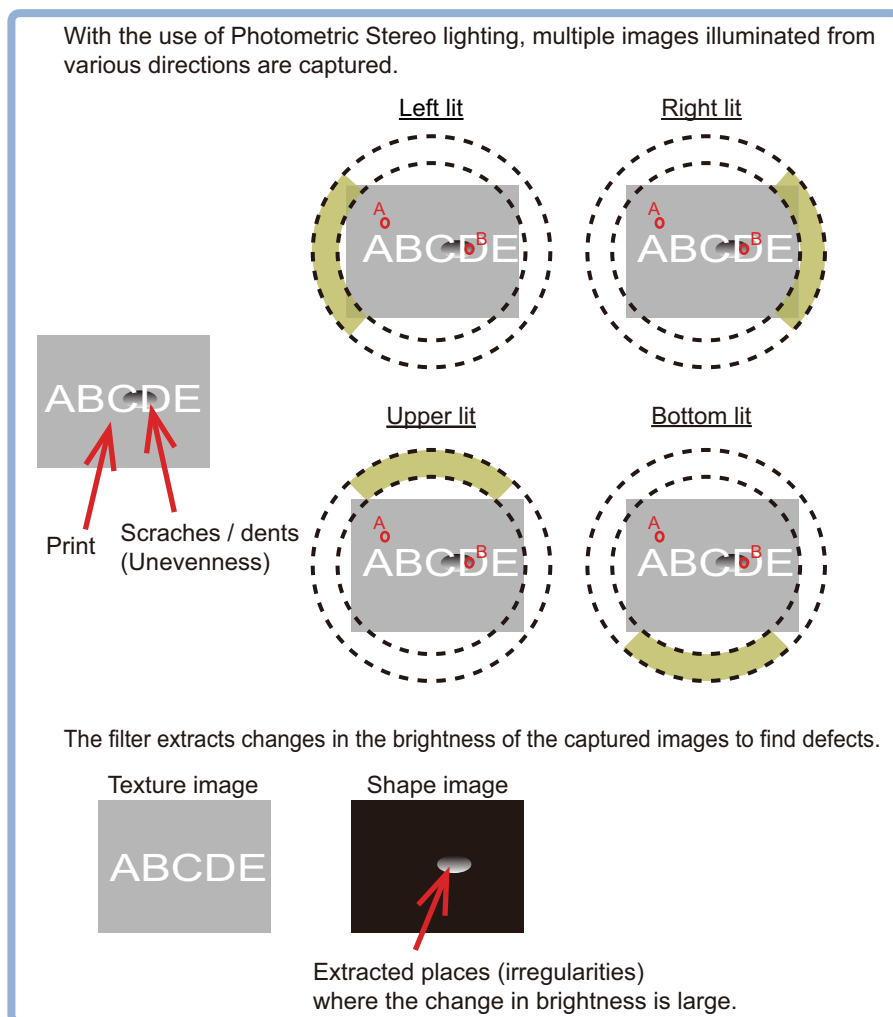 With the use of Photometric Stereo lighting, multiple images illuminated from
various directions are captured.
Left lit
Right lit
A
ABCDE
B
A
ABCDE
B
ABCDE
Print
Scraches / dents
(Unevenness)
Upper lit
Bottom lit
A
ABCDE
B
A
ABCDE
B
The filter extracts changes in the brightness of the captured images to find defects.
Texture image
Shape image
ABCDE
Extracted places (irregularities)
where the change in brightness is large.